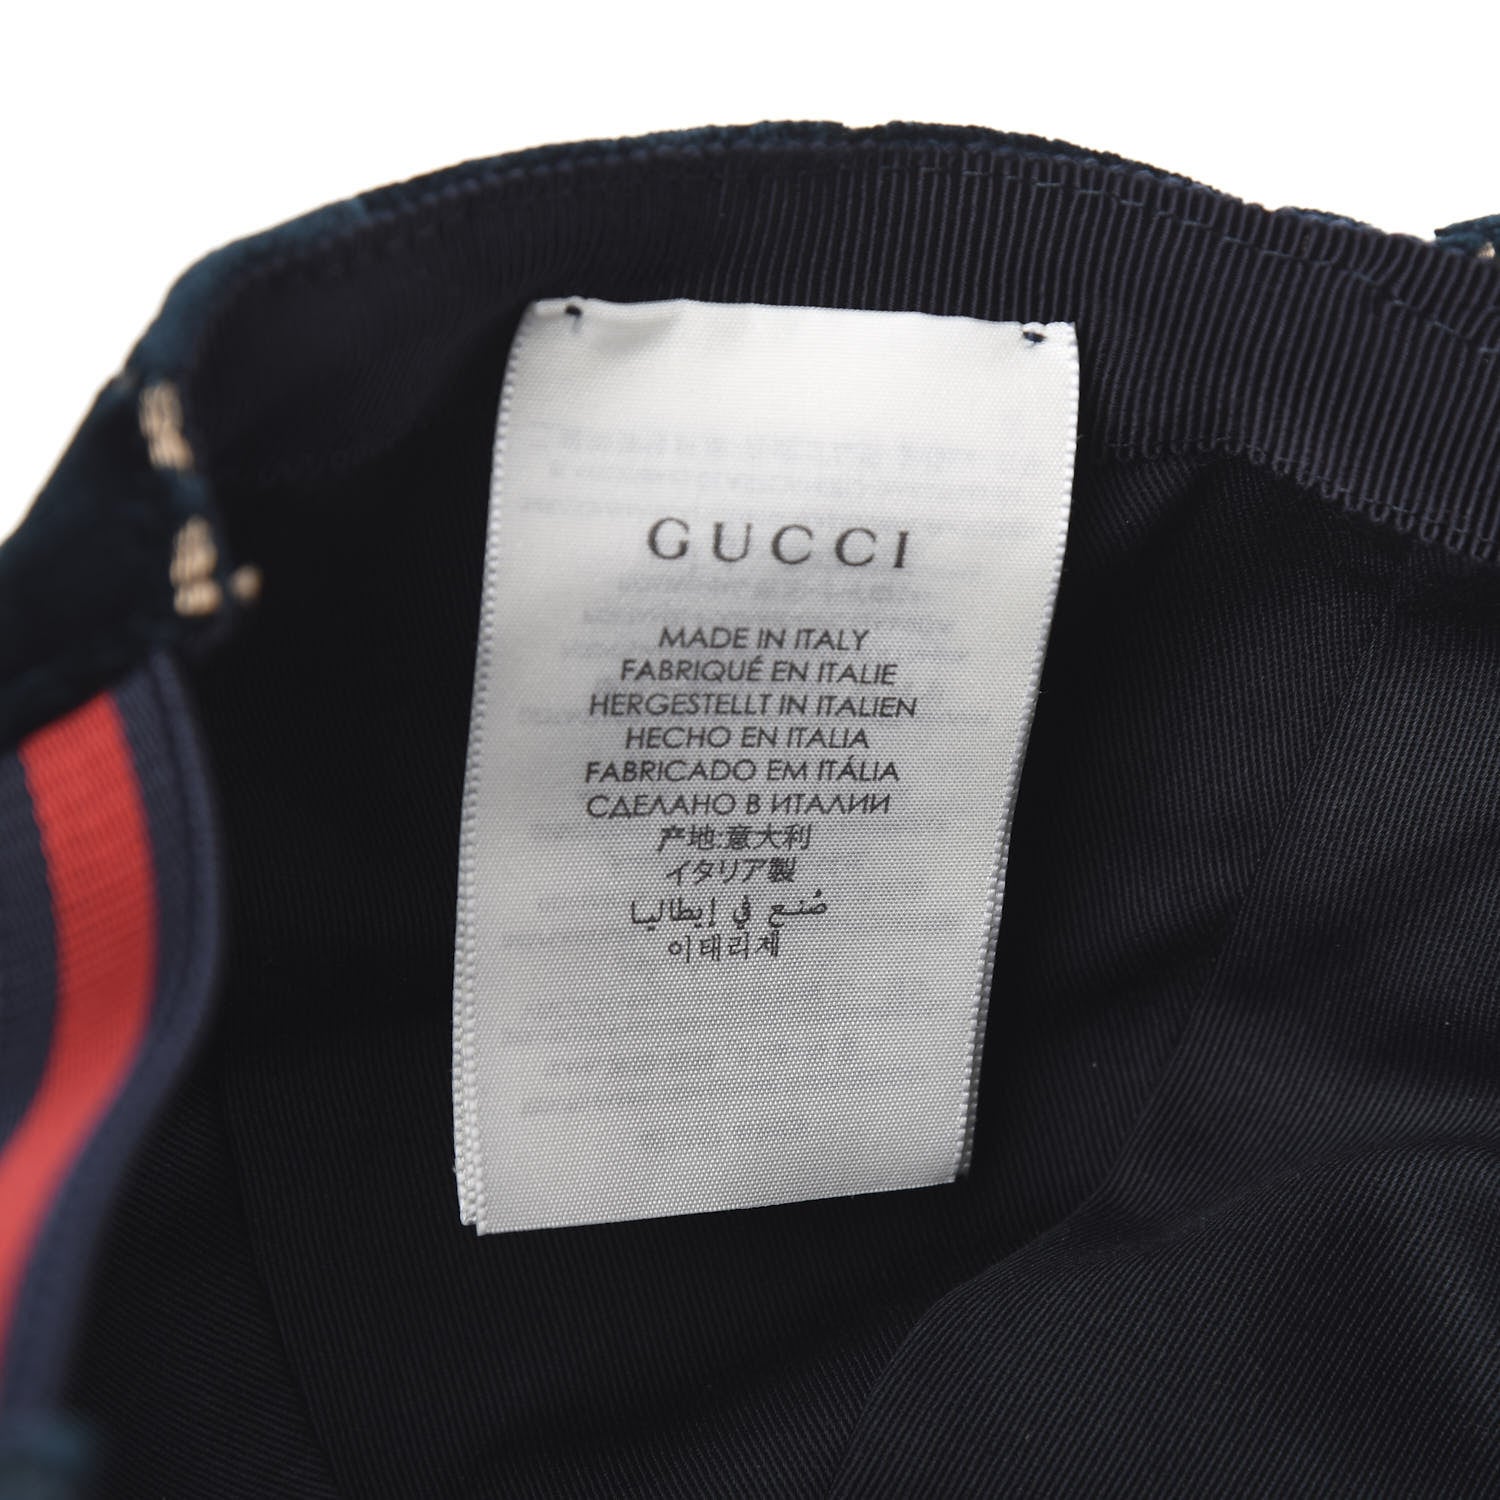 GUCCI
MADE IN ITALY
FABRIQUÉ EN ITALIE
HERGESTELLT IN ITALIEN
HECHO EN ITALIA
FABRICADO EM ITÁLIA
СДЕЛАНО В ИТАЛИИ
产地:意大利
イタリア製
صُنع في إيطاليا
이태리제